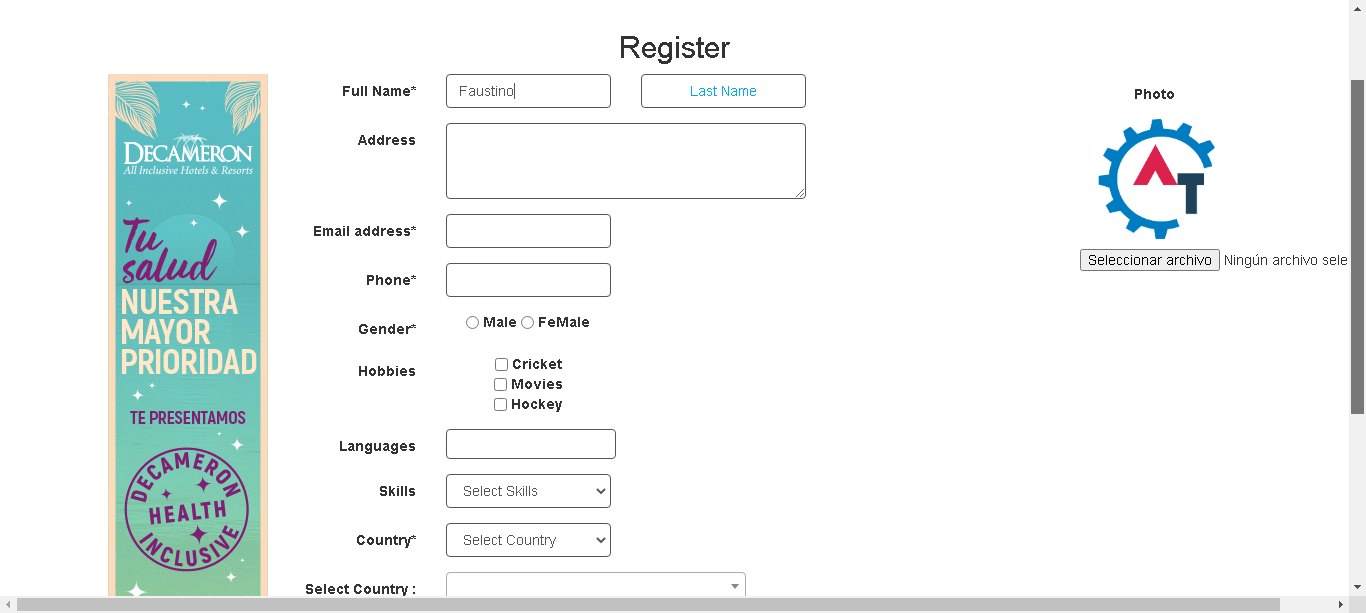 Register
Full Name*
Faustino
Last Name
Photo
Address
Email address*
Phone*
Seleccionar archivo Ningún archivo sele
Gender*
Male FeMale
Hobbies
Cricket
Movies
Hockey
Languages
Skills
Select Skills
Country*
Select Country
Select Country :
DECAMERON
All Inclusive Hotels & Resorts
Tu
salud
NUESTRA
MAYOR
PRIORIDAD
TE PRESENTAMOS
DECAMERON
HEALTH
INCLUSIVE
AT